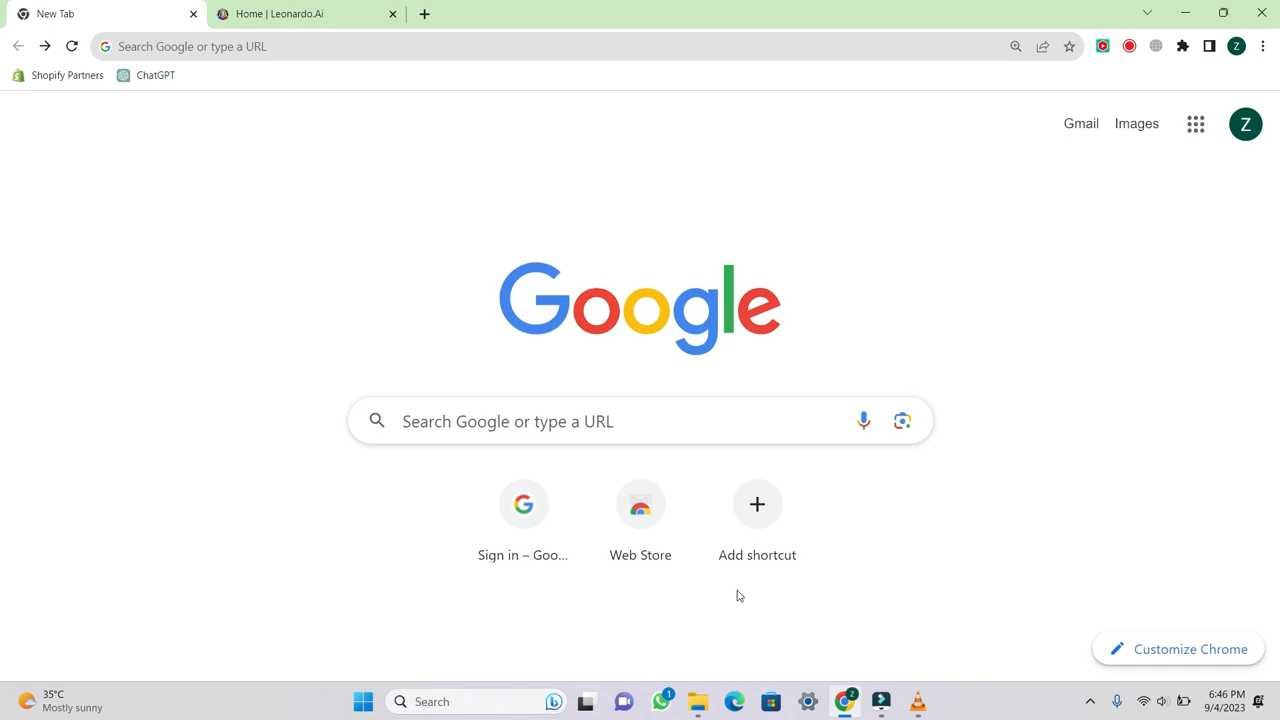 New Tab
Home | Leonardo.Ai
Search Google or type a URL
Z
Shopify Partners
ChatGPT
Gmail
Images
Z
Google
Search Google or type a URL
Sign in – Goo...
Web Store
Add shortcut
Customize Chrome
35°C
Mostly sunny
Search
1
Z
6:46 PM
9/4/2023